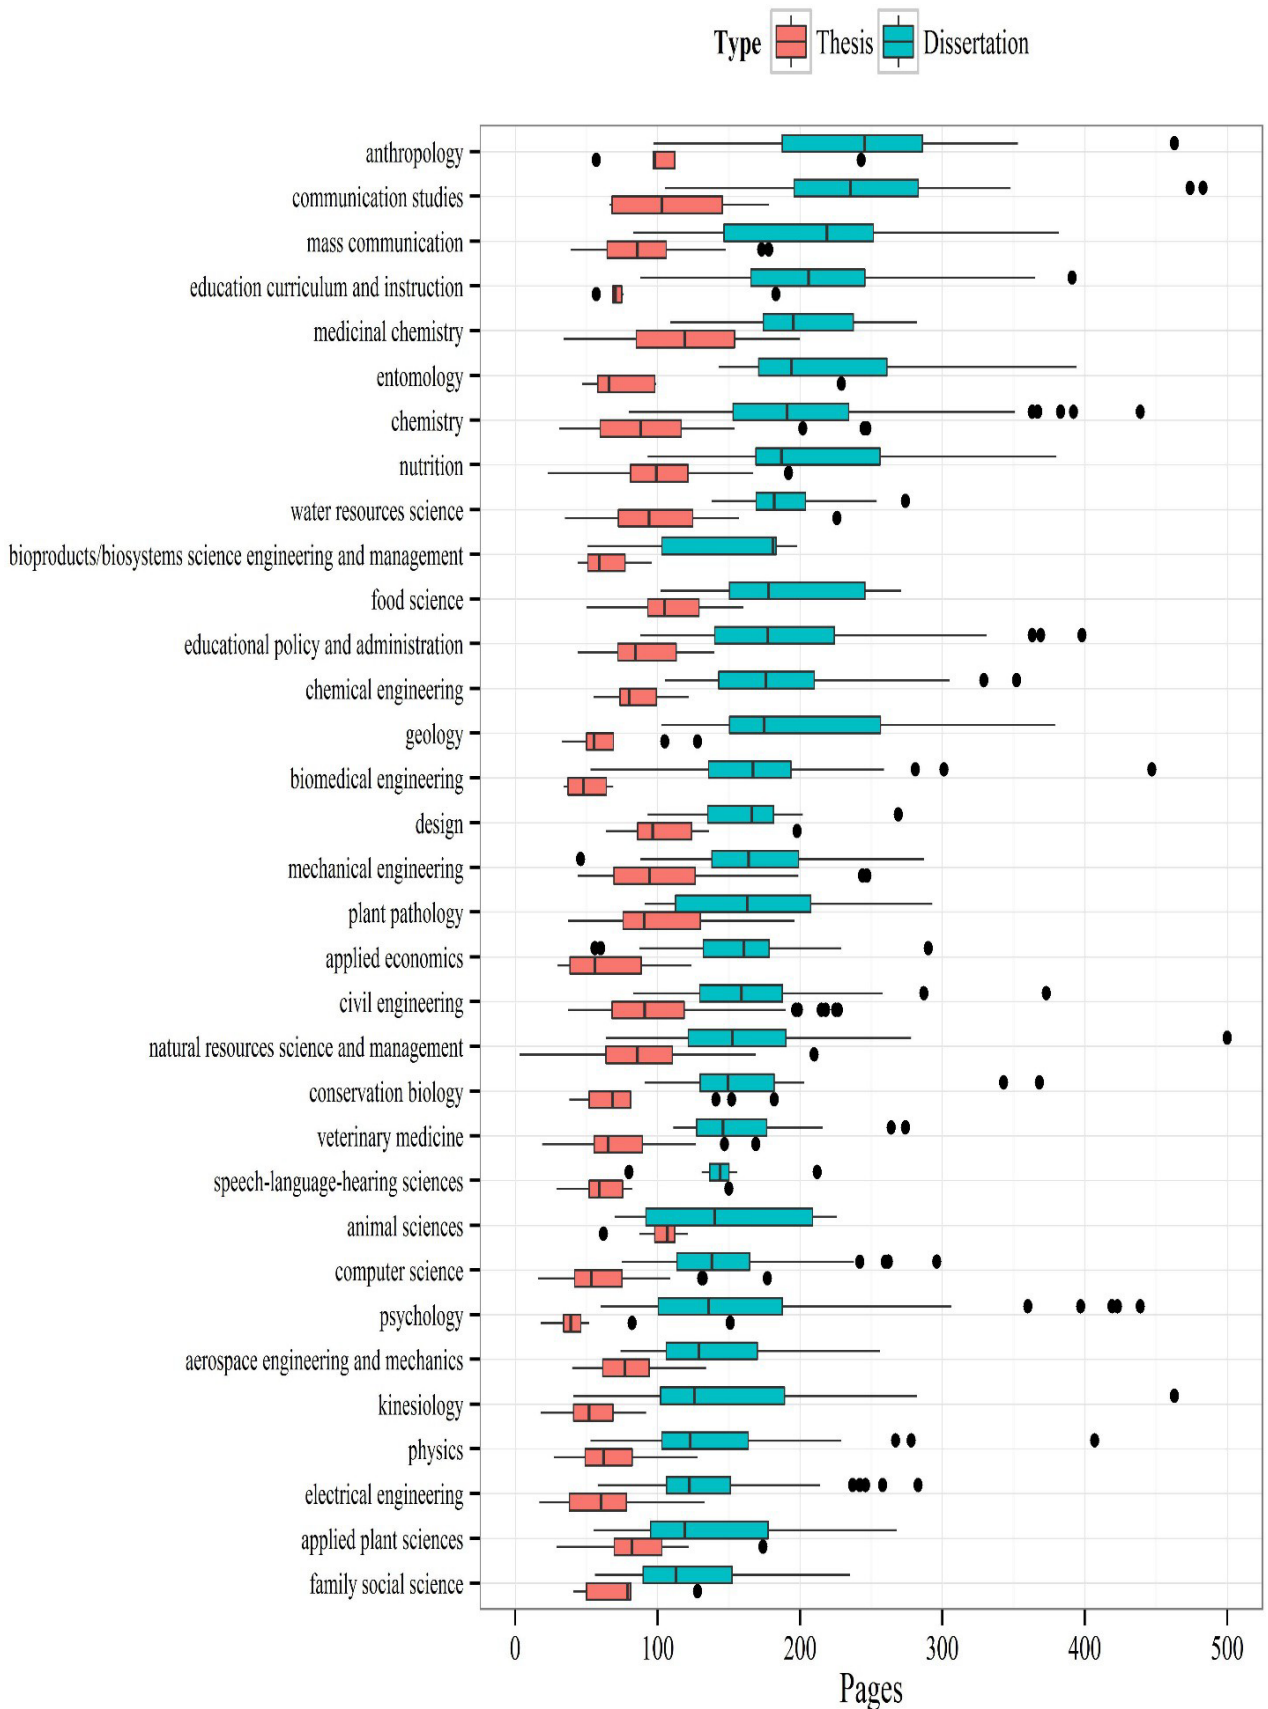 Type Thesis Dissertation
anthropology
communication studies
mass communication
education curriculum and instruction
medicinal chemistry
entomology
chemistry
nutrition
water resources science
bioproducts/biosystems science engineering and management
food science
educational policy and administration
chemical engineering
geology
biomedical engineering
design
mechanical engineering
plant pathology
applied economics
civil engineering
natural resources science and management
conservation biology
veterinary medicine
speech-language-hearing sciences
animal sciences
computer science
psychology
aerospace engineering and mechanics
kinesiology
physics
electrical engineering
applied plant sciences
family social science
0 100 200 300 400 500
Pages